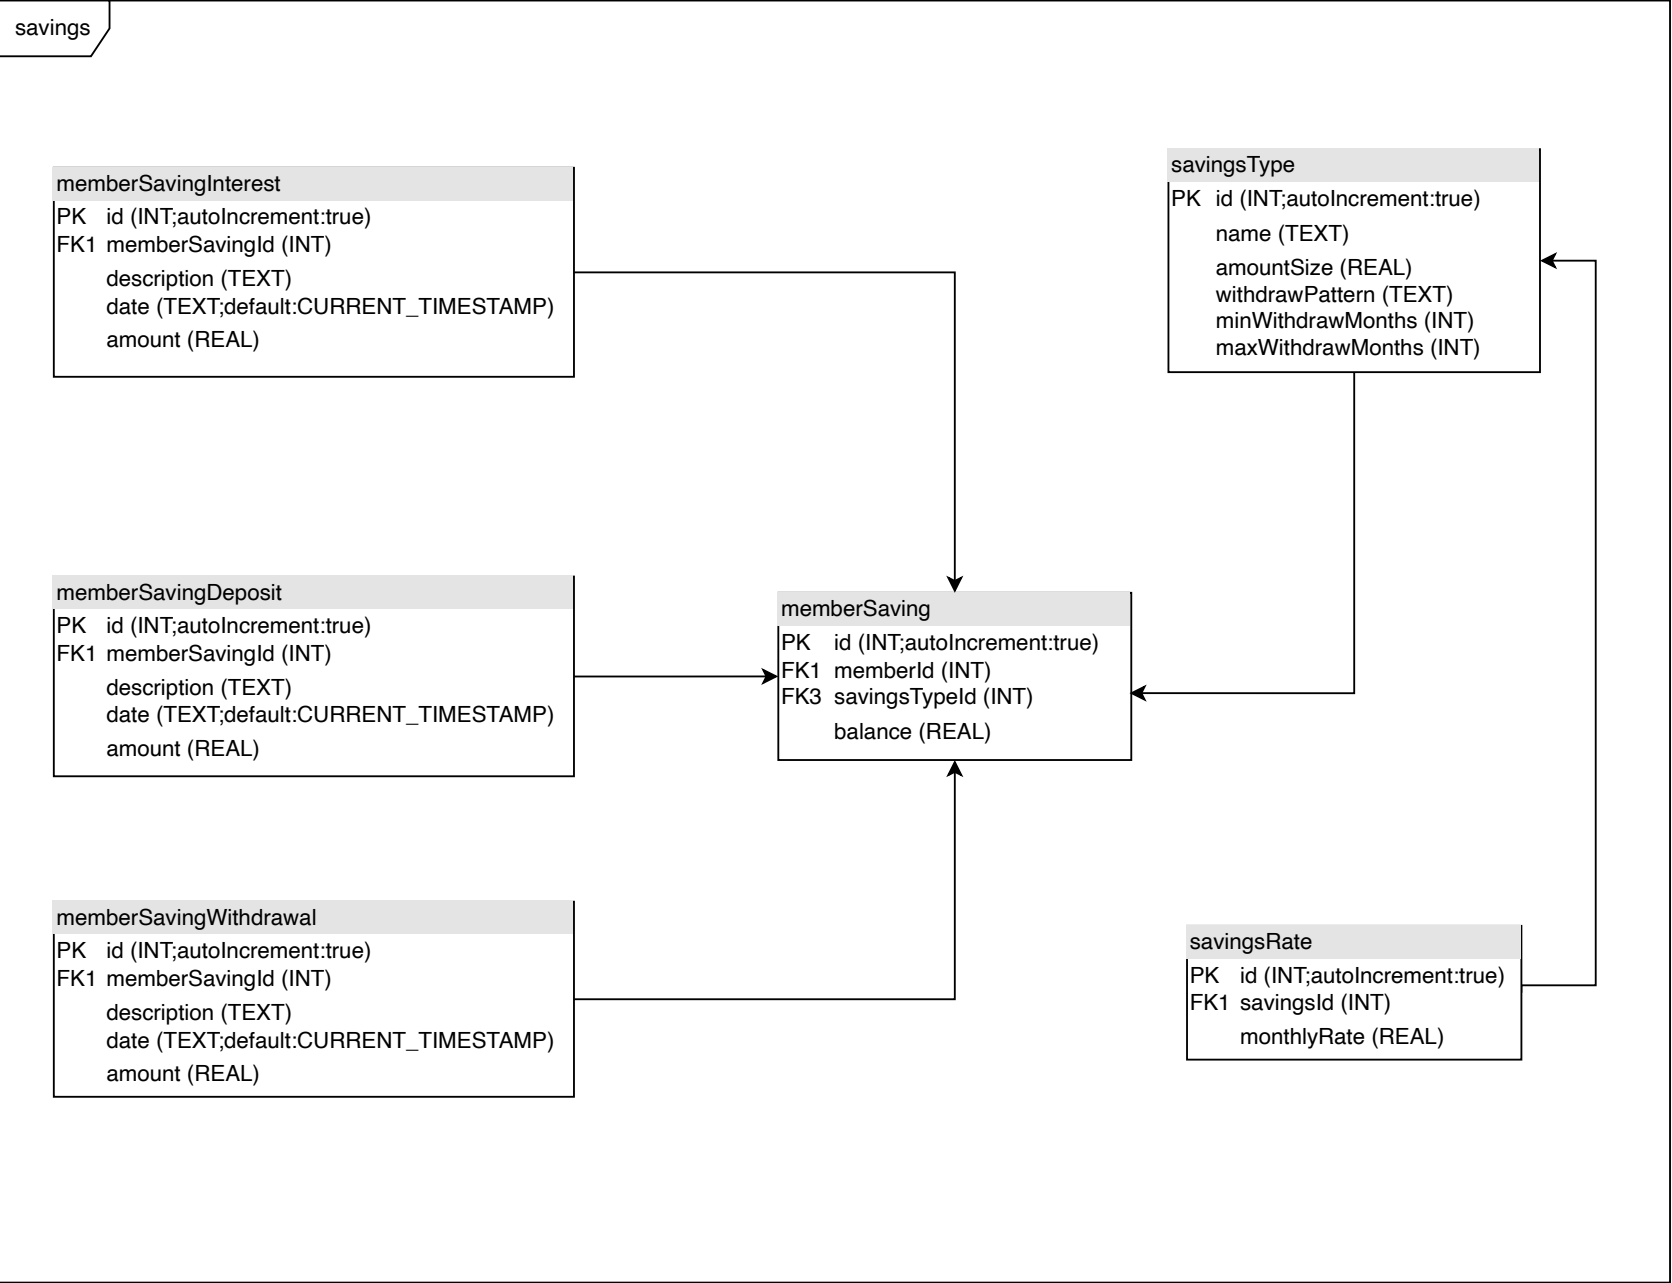 savings
memberSavingInterest
PK id (INT;autoIncrement:true)
FK1 memberSavingId (INT)
description (TEXT)
date (TEXT;default:CURRENT_TIMESTAMP)
amount (REAL)
savingsType
PK id (INT;autoIncrement:true)
name (TEXT)
amountSize (REAL)
withdrawPattern (TEXT)
minWithdrawMonths (INT)
maxWithdrawMonths (INT)
memberSavingDeposit
PK id (INT;autoIncrement:true)
FK1 memberSavingId (INT)
description (TEXT)
date (TEXT;default:CURRENT_TIMESTAMP)
amount (REAL)
memberSaving
PK id (INT;autoIncrement:true)
FK1 memberId (INT)
FK3 savingsTypeId (INT)
balance (REAL)
memberSavingWithdrawal
PK id (INT;autoIncrement:true)
FK1 memberSavingId (INT)
description (TEXT)
date (TEXT;default:CURRENT_TIMESTAMP)
amount (REAL)
savingsRate
PK id (INT;autoIncrement:true)
FK1 savingsId (INT)
monthlyRate (REAL)